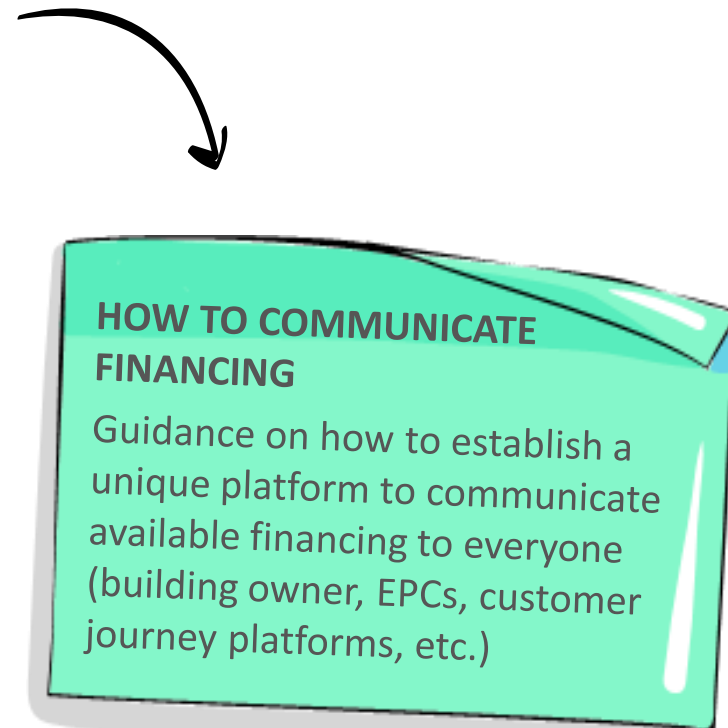 HOW TO COMMUNICATE
FINANCING
Guidance on how to establish a
unique platform to communicate
available financing to everyone
(building owner, EPCs, customer
journey platforms, etc.)